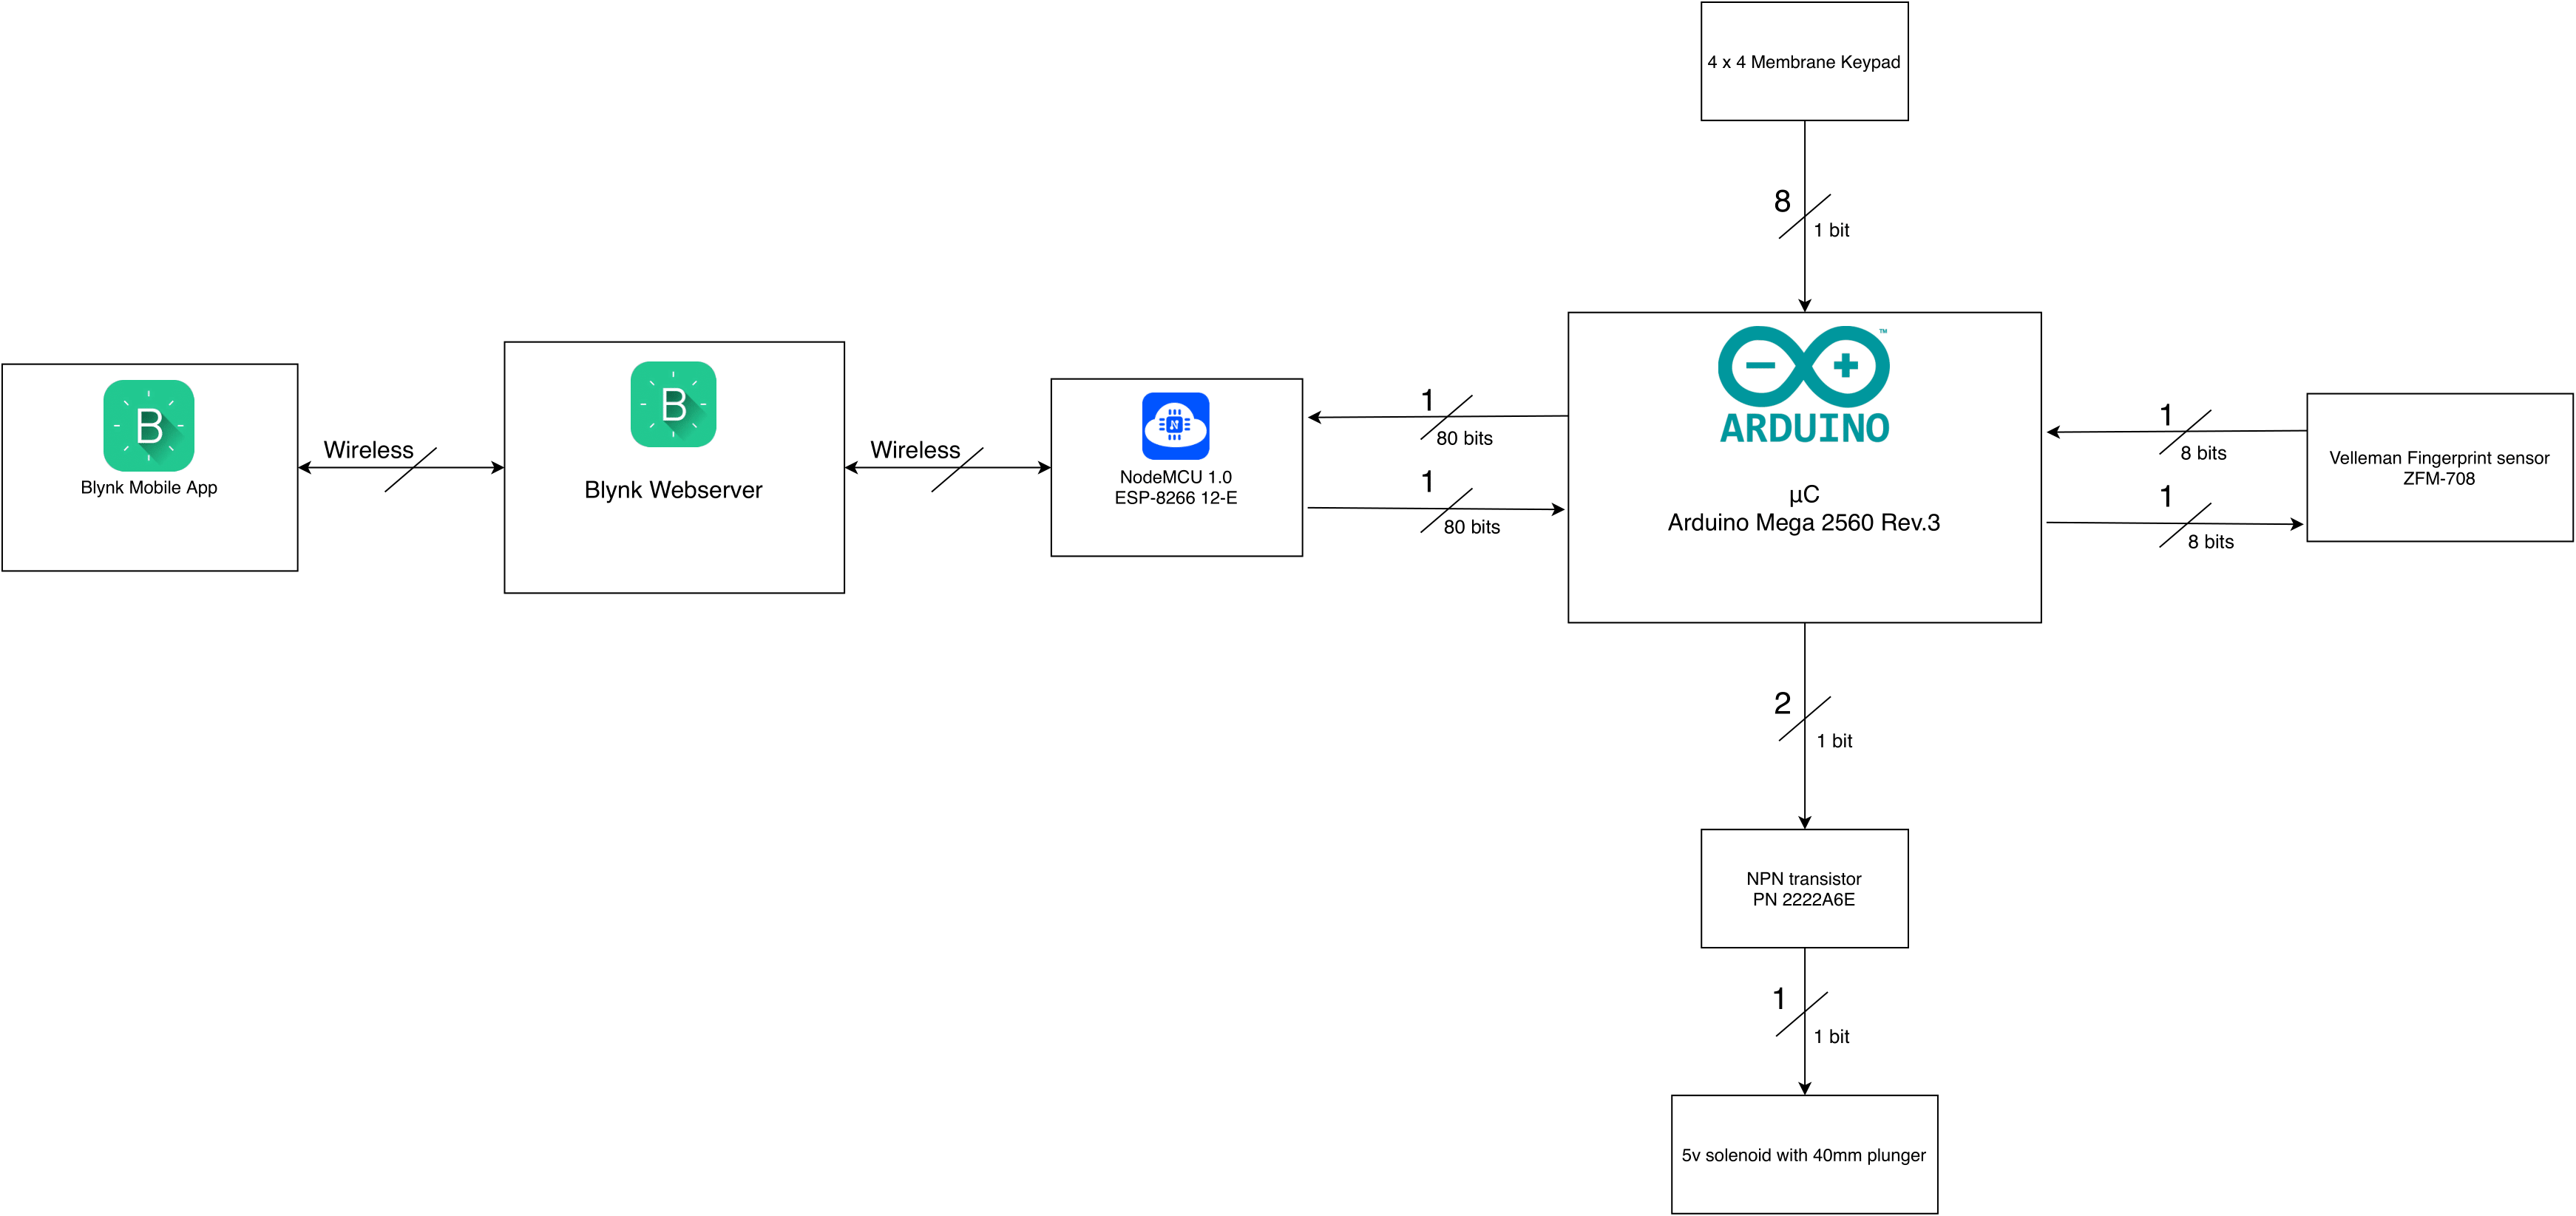 4 x 4 Membrane Keypad
8
1 bit
B
Blynk Mobile App
Wireless
B
Blynk Webserver
Wireless
N
NodeMCU 1.0
ESP-8266 12-E
1
80 bits
1
80 bits
TM
ARDUINO
µC
Arduino Mega 2560 Rev.3
1
8 bits
1
8 bits
Velleman Fingerprint sensor
ZFM-708
2
1 bit
NPN transistor
PN 2222A6E
1
1 bit
5v solenoid with 40mm plunger